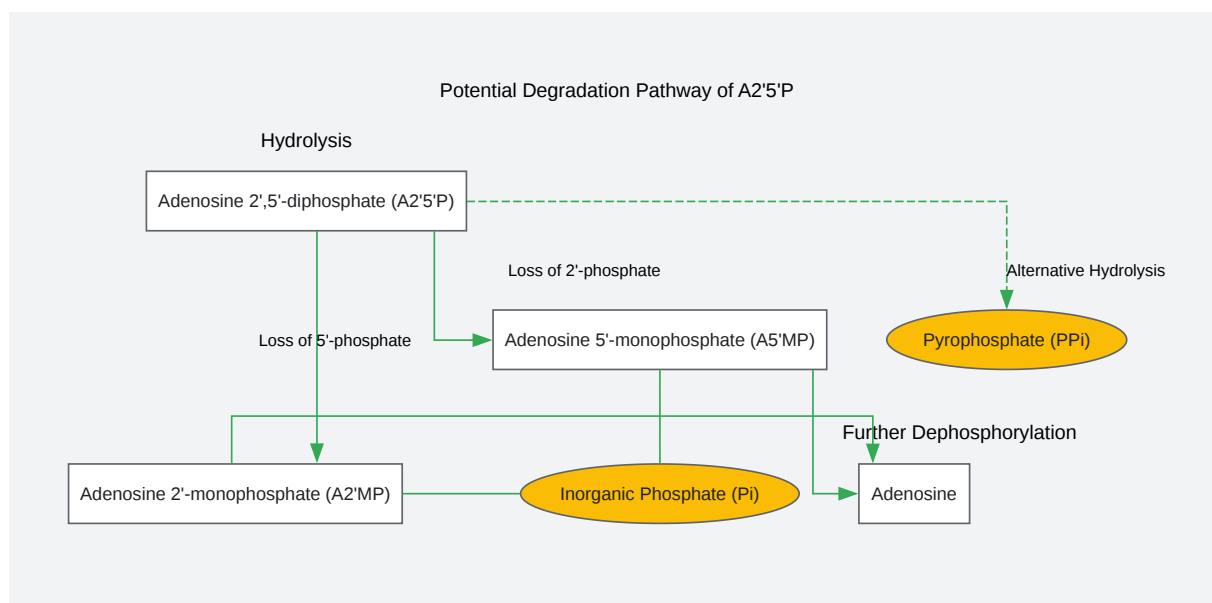 Potential Degradation Pathway of A2'5'P
Hydrolysis
Adenosine 2',5'-diphosphate (A2'5'P)
Loss of 2'-phosphate
Alternative Hydrolysis
Loss of 5'-phosphate
Adenosine 5'-monophosphate (A5'MP)
Pyrophosphate (PPi)
Further Dephosphorylation
Adenosine 2'-monophosphate (A2'MP)
Inorganic Phosphate (Pi)
Adenosine